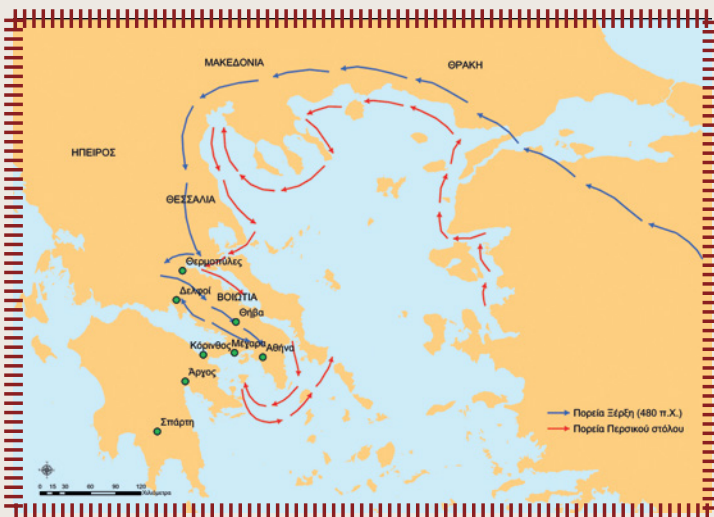 ΜΑΚΕΔΟΝΙΑ
ΘΡΑΚΗ
ΗΠΕΙΡΟΣ
ΘΕΣΣΑΛΙΑ
Θερμοπύλες
Δελφοί
ΒΟΙΩΤΙΑ
Θήβα
Κόρινθος
Μέγαρα
Αθήνα
Άργος
Σπάρτη
Πορεία Ξέρξη (480 π.Χ.)
Πορεία Περσικού στόλου
0 15 30 60 90 120
Χιλιόμετρα